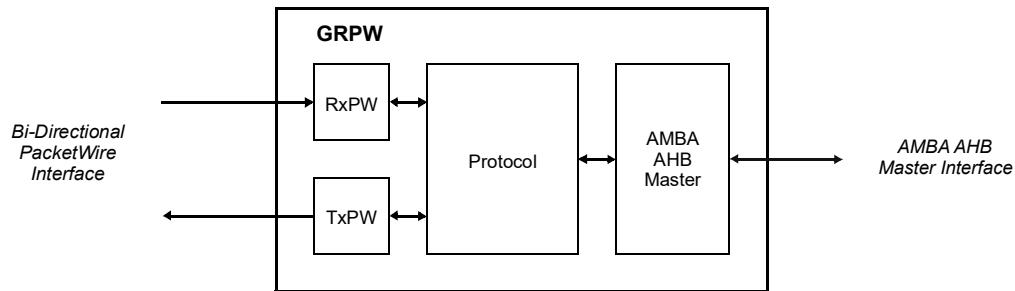 GRPW
RxPW
Bi-Directional
PacketWire
Interface
Protocol
AMBA
AHB
Master
AMBA AHB
Master Interface
TxPW